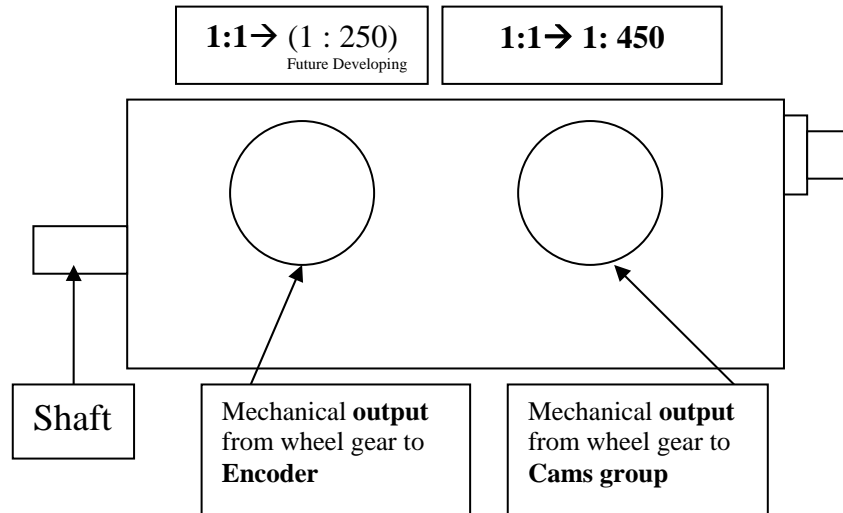 1:1→ (1 : 250)
Future Developing
1:1→ 1: 450
Shaft
Mechanical output
from wheel gear to
Encoder
Mechanical output
from wheel gear to
Cams group